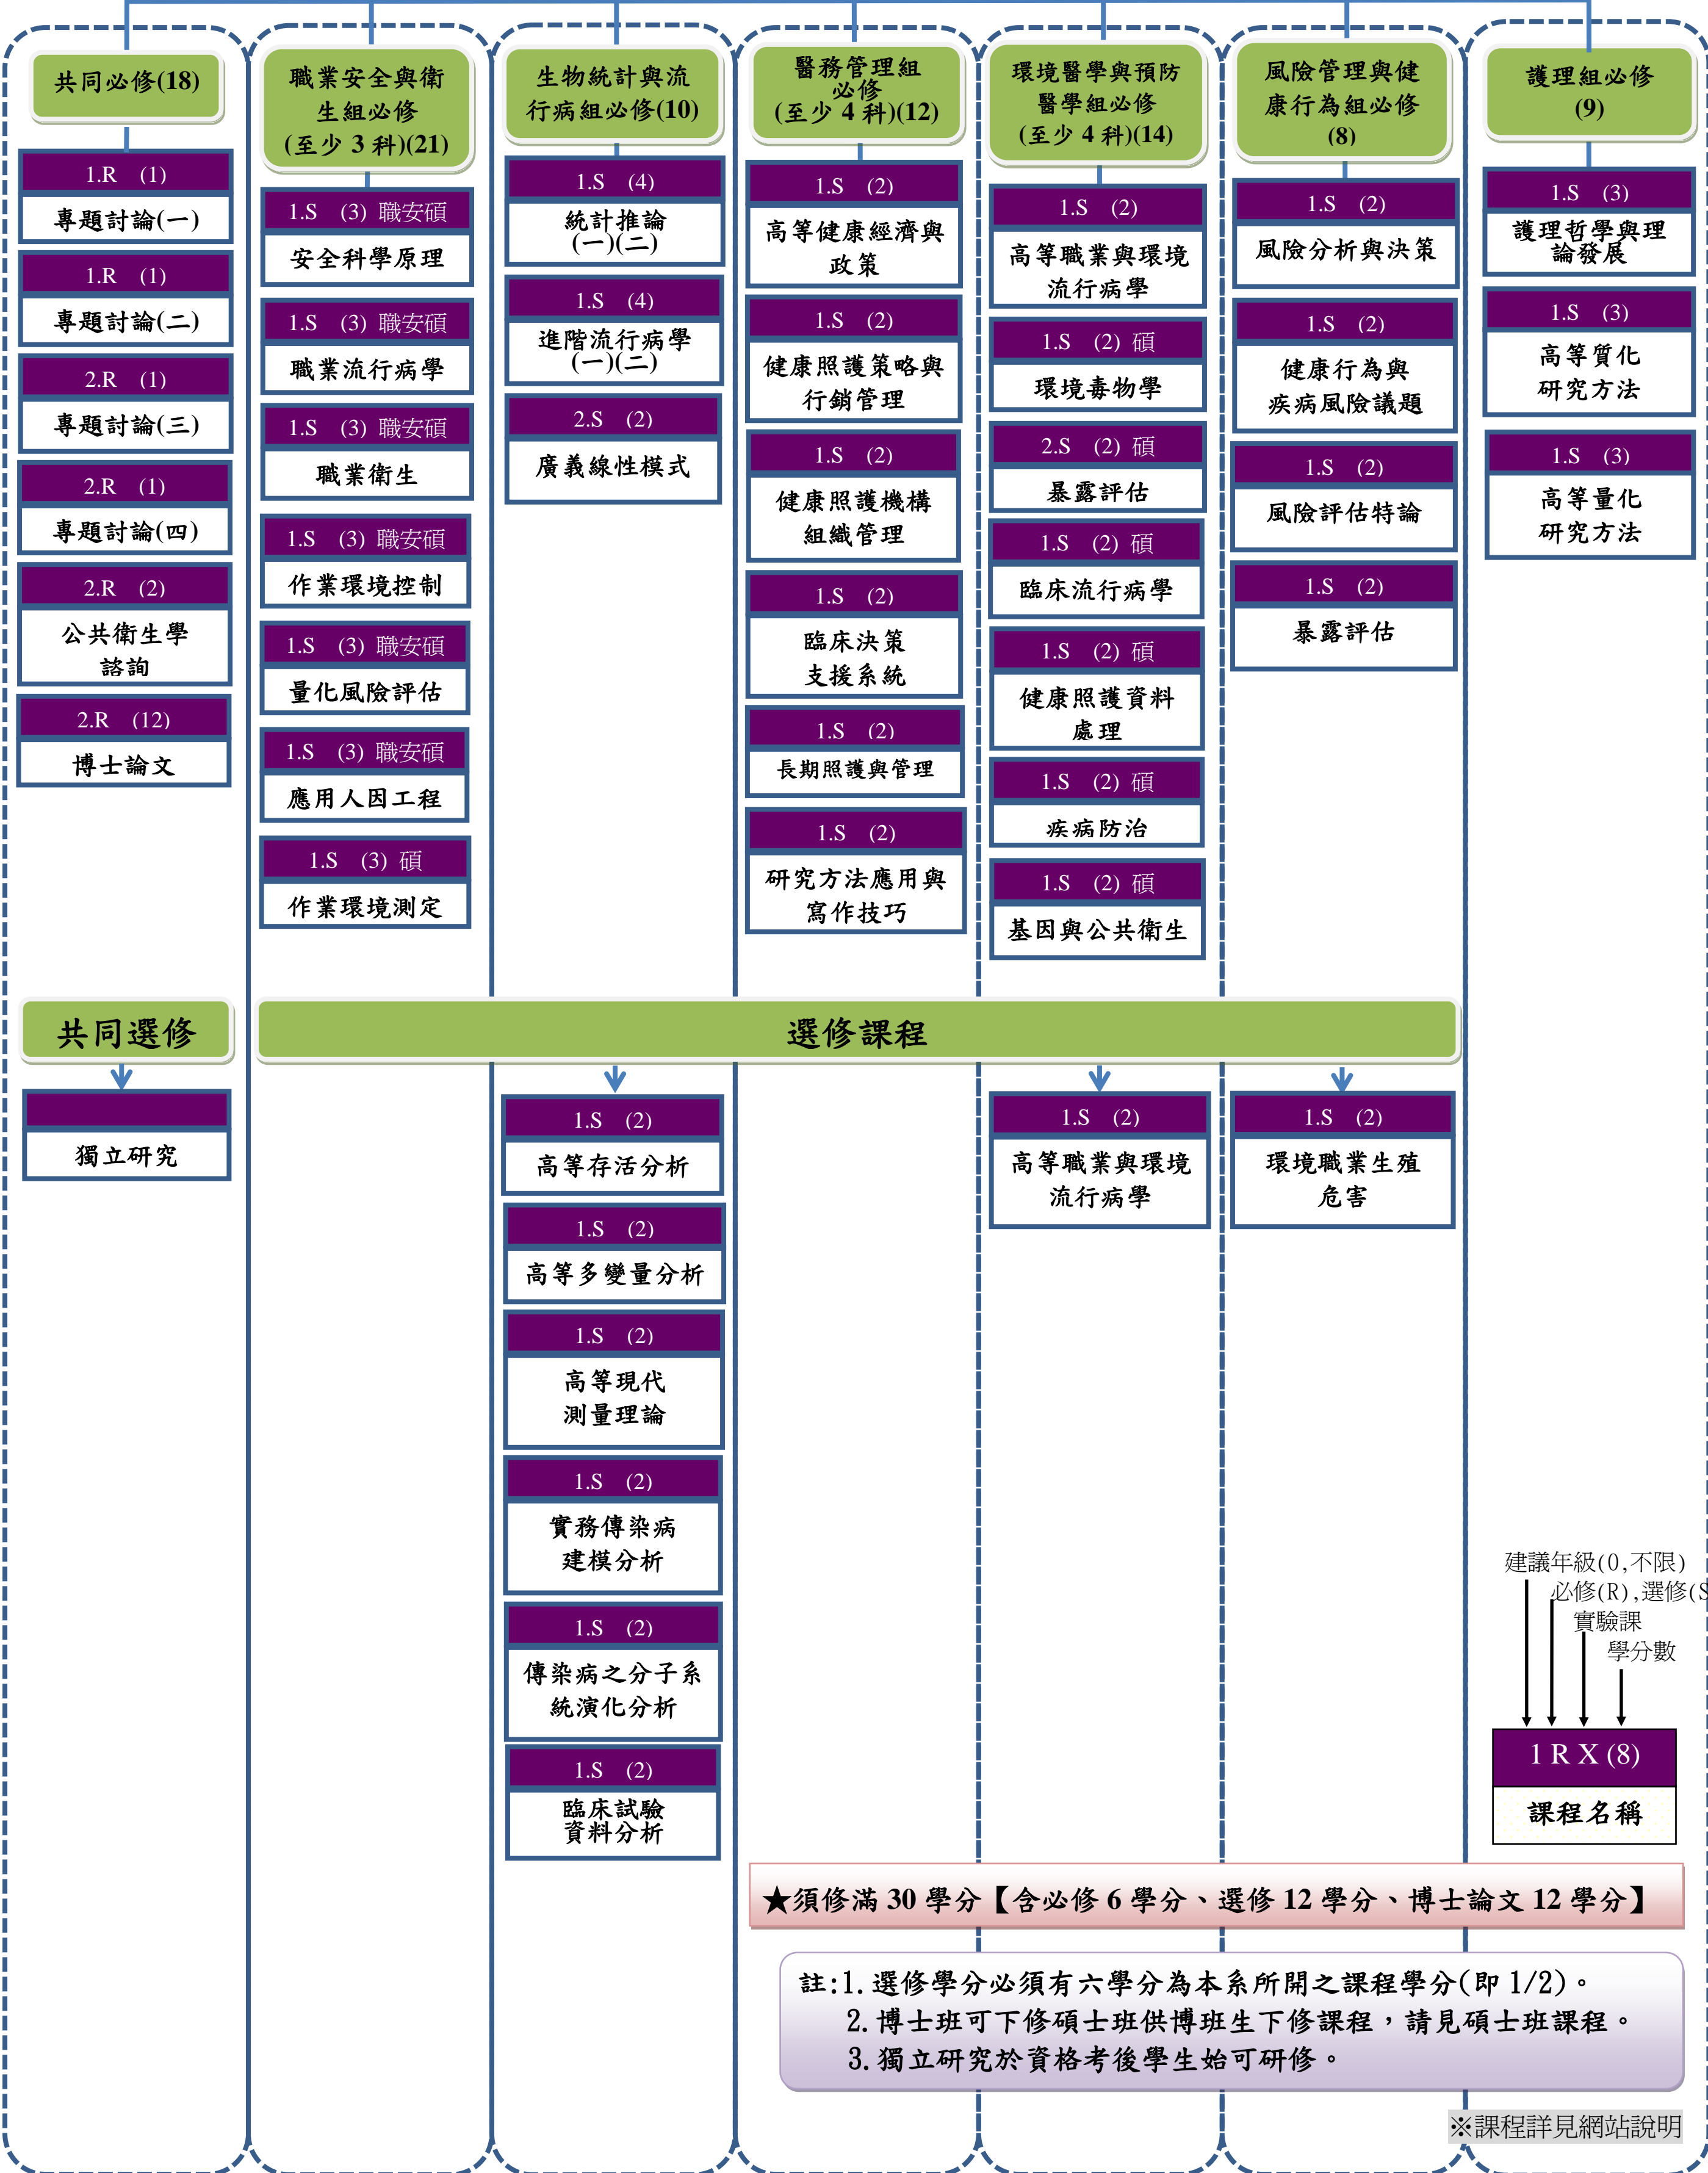 共同必修(18)
1.R (1)
專題討論(一)
1.R (1)
專題討論(二)
2.R (1)
專題討論(三)
2.R (1)
專題討論(四)
2.R (2)
公共衛生學
諮詢
2.R (12)
博士論文
職業安全與衛
生組必修
(至少 3 科)(21)
1.S (3) 職安碩
安全科學原理
1.S (3) 職安碩
職業流行病學
1.S (3) 職安碩
職業衛生
1.S (3) 職安碩
作業環境控制
1.S (3) 職安碩
量化風險評估
1.S (3) 職安碩
應用人因工程
1.S (3) 碩
作業環境測定
生物統計與流
行病組必修(10)
1.S (4)
統計推論
(一)(二)
1.S (4)
進階流行病學
(一)(二)
2.S (2)
廣義線性模式
醫務管理組
必修
(至少 4 科)(12)
1.S (2)
高等健康經濟與
政策
1.S (2)
健康照護策略與
行銷管理
1.S (2)
健康照護機構
組織管理
1.S (2)
臨床決策
支援系統
1.S (2)
長期照護與管理
1.S (2)
研究方法應用與
寫作技巧
環境醫學與預防
醫學組必修
(至少 4 科)(14)
1.S (2)
高等職業與環境
流行病學
1.S (2) 碩
環境毒物學
2.S (2) 碩
暴露評估
1.S (2) 碩
臨床流行病學
1.S (2) 碩
健康照護資料
處理
1.S (2) 碩
疾病防治
1.S (2) 碩
基因與公共衛生
風險管理與健
康行為組必修
(8)
1.S (2)
風險分析與決策
1.S (2)
健康行為與
疾病風險議題
1.S (2)
風險評估特論
1.S (2)
暴露評估
護理組必修
(9)
1.S (3)
護理哲學與理
論發展
1.S (3)
高等質化
研究方法
1.S (3)
高等量化
研究方法
共同選修
獨立研究
選修課程
1.S (2)
高等存活分析
1.S (2)
高等多變量分析
1.S (2)
高等現代
測量理論
1.S (2)
實務傳染病
建模分析
1.S (2)
傳染病之分子系
統演化分析
1.S (2)
臨床試驗
資料分析
1.S (2)
高等職業與環境
流行病學
1.S (2)
環境職業生殖
危害
建議年級(0,不限)
必修(R),選修(S
實驗課
學分數
1 R X (8)
課程名稱
★須修滿 30 學分【含必修 6 學分、選修 12 學分、博士論文 12 學分】
註:1.選修學分必須有六學分為本系所開之課程學分(即 1/2)。
2.博士班可下修碩士班供博班生下修課程，請見碩士班課程。
3.獨立研究於資格考後學生始可研修。
※課程詳見網站說明